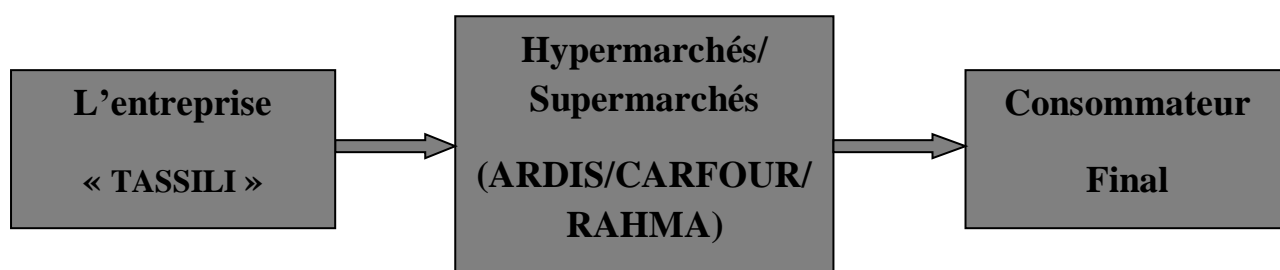 L’entreprise
« TASSILI »
Hypermarchés/
Supermarchés
(ARDIS/CARFOUR/
RAHMA)
Consommateur
Final